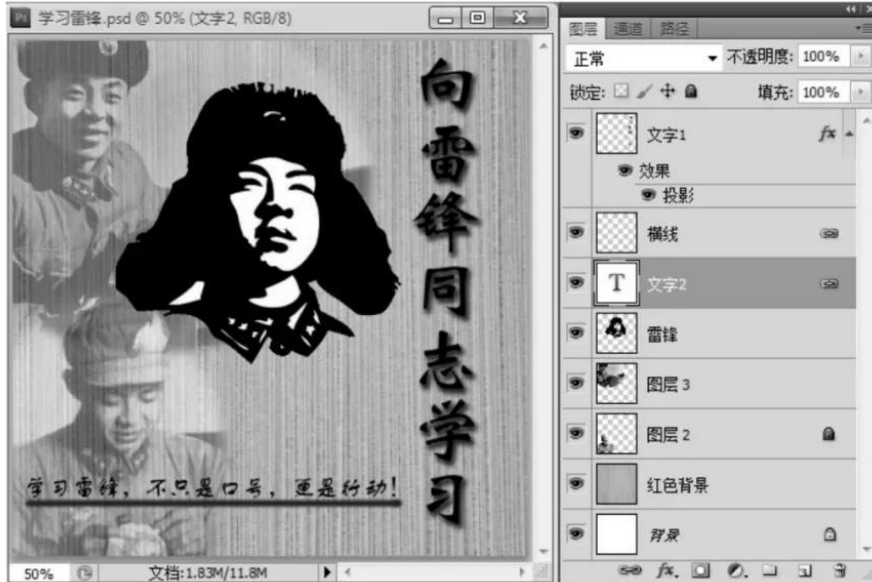 学习雷锋.psd @ 50% (文字2, RGB/8)
向雷锋同志学习
学习雷锋，不只是口号，更是行动！
50%
文档:1.83M/11.8M
图层 通道 路径
正常 不透明度: 100%
锁定: 填充: 100%
文字1 fx
效果
投影
横线
T 文字2
雷锋
图层 3
图层 2
红色背景
背景
fx